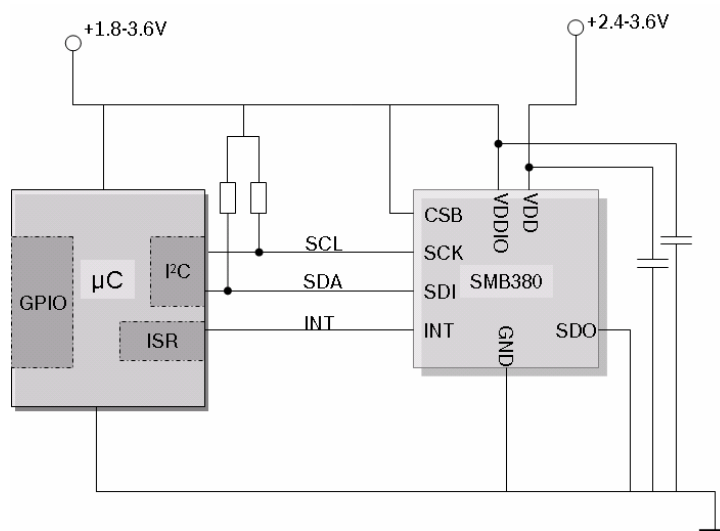 +1.8-3.6V
+2.4-3.6V
µC
GPIO
I²C
ISR
SCL
SDA
INT
CSB
SCK
SDI
INT
VDDIO
VDD
SMB380
GND
SDO